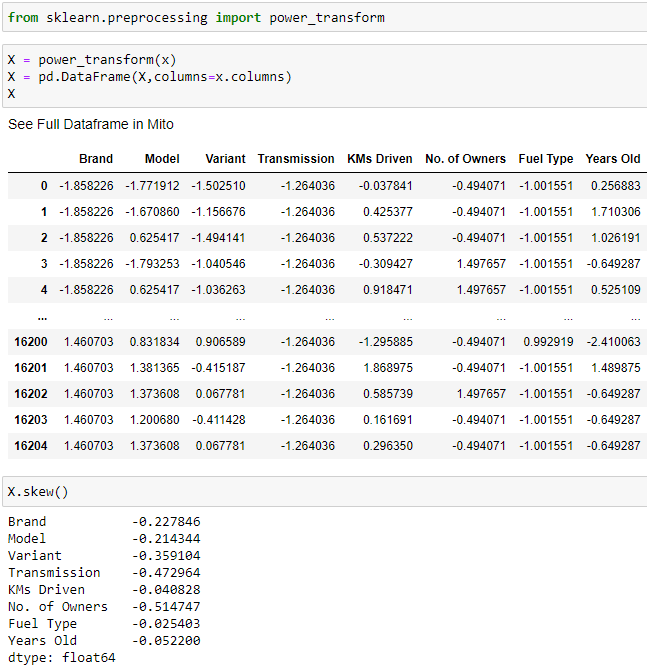 from sklearn.preprocessing import power_transform
X = power_transform(x)
X = pd.DataFrame(X,columns=x.columns)
X
See Full Dataframe in Mito
Brand Model Variant Transmission KMs Driven No. of Owners Fuel Type Years Old
0 -1.858226 -1.771912 -1.502510 -1.264036 -0.037841 -0.494071 -1.001551 0.256883
1 -1.858226 -1.670860 -1.156676 -1.264036 0.425377 -0.494071 -1.001551 1.710306
2 -1.858226 0.625417 -1.494141 -1.264036 0.537222 -0.494071 -1.001551 1.026191
3 -1.858226 -1.793253 -1.040546 -1.264036 -0.309427 1.497657 -1.001551 -0.649287
4 -1.858226 0.625417 -1.036263 -1.264036 0.918471 1.497657 -1.001551 0.525109
... ... ... ... ... ... ... ... ...
16200 1.460703 0.831834 0.906589 -1.264036 -1.295885 -0.494071 0.992919 -2.410063
16201 1.460703 1.381365 -0.415187 -1.264036 1.868975 -0.494071 -1.001551 1.489875
16202 1.460703 1.373608 0.067781 -1.264036 0.585739 1.497657 -1.001551 -0.649287
16203 1.460703 1.200680 -0.411428 -1.264036 0.161691 -0.494071 -1.001551 -0.649287
16204 1.460703 1.373608 0.067781 -1.264036 0.296350 -0.494071 -1.001551 -0.649287
X.skew()
Brand -0.227846
Model -0.214344
Variant -0.359104
Transmission -0.472964
KMs Driven -0.040828
No. of Owners -0.514747
Fuel Type -0.025403
Years Old -0.052200
dtype: float64